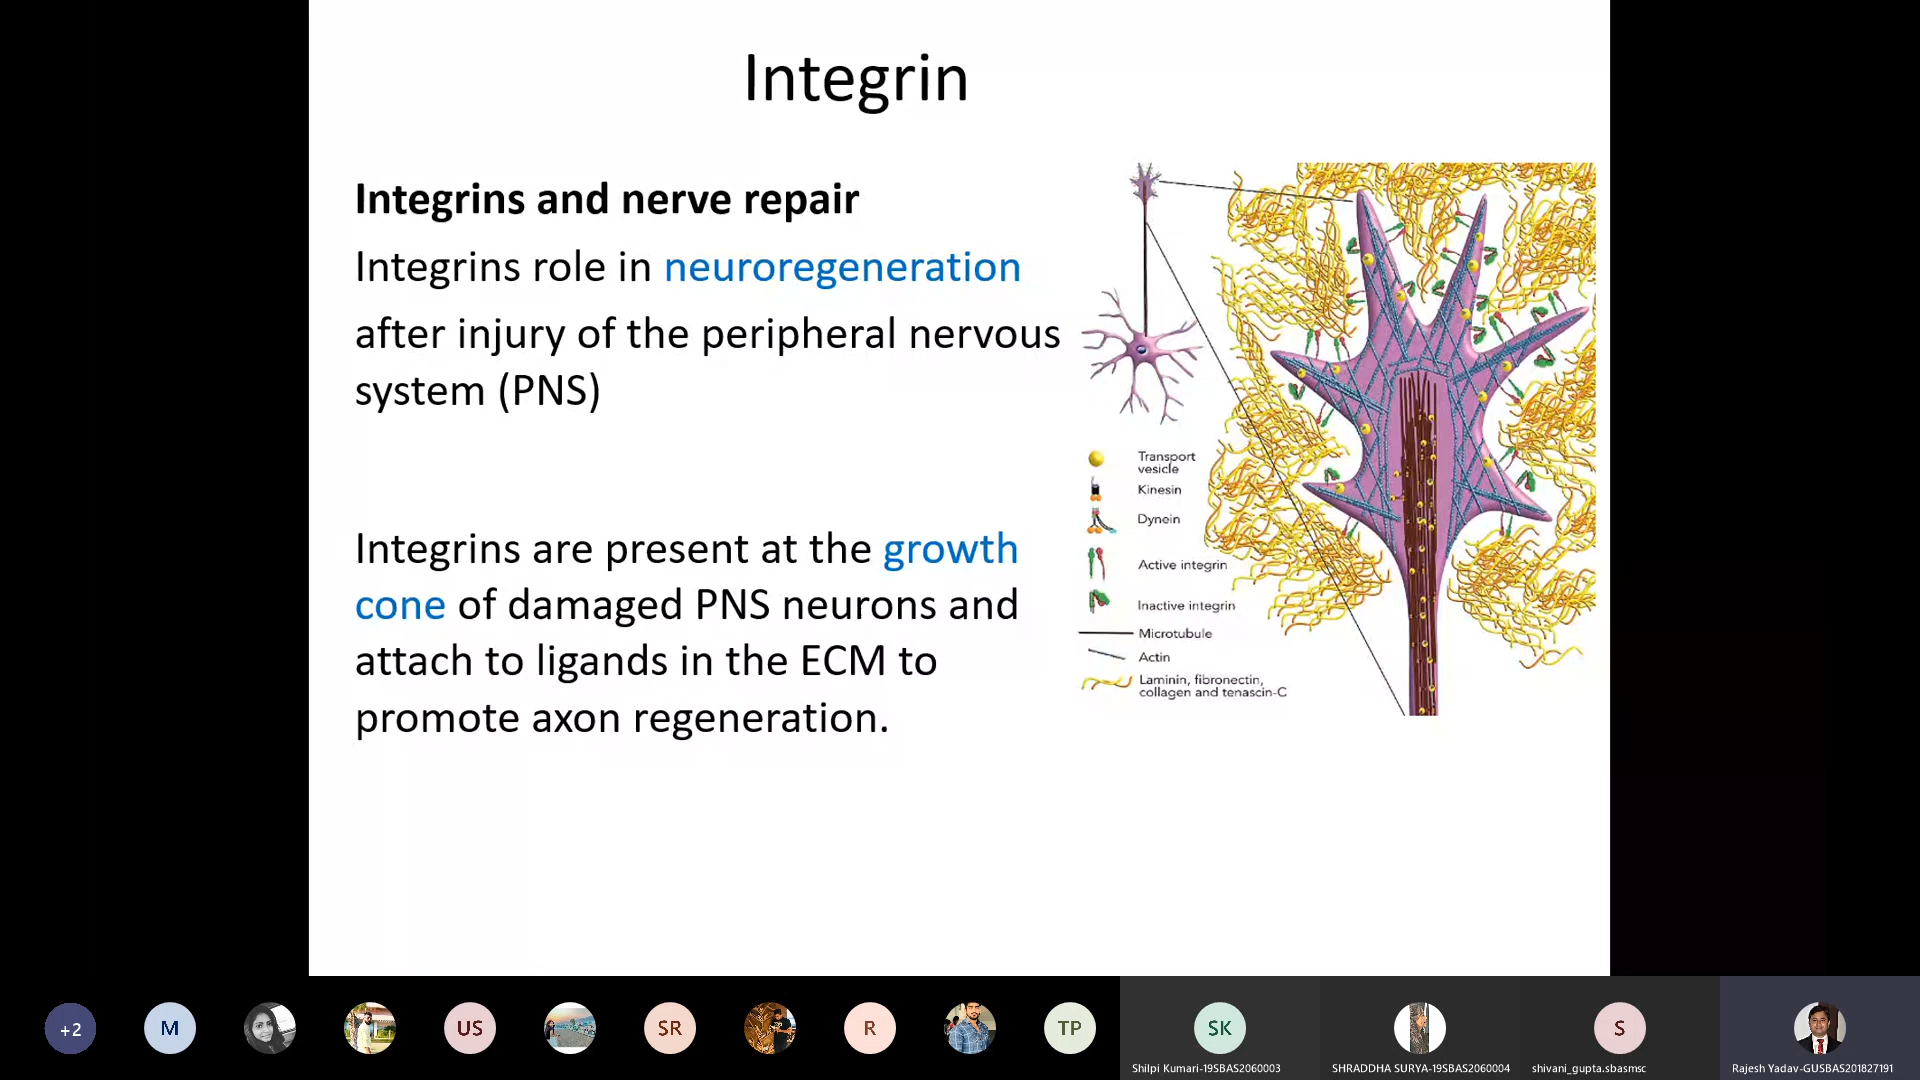 Integrin
Integrins and nerve repair
Integrins role in neuroregeneration
after injury of the peripheral nervous
system (PNS)
Integrins are present at the growth
cone of damaged PNS neurons and
attach to ligands in the ECM to
promote axon regeneration.
Transport
vesicle
Kinesin
Dynein
Active integrin
Inactive integrin
Microtubule
Actin
Laminin, fibronectin,
collagen and tenascin-C
+2
M
US
SR
R
TP
SK
S
Shilpi Kumari-19SBAS2060003
SHRADDHA SURYA-19SBAS2060004
shivani_gupta.sbasmsc
Rajesh Yadav-GUSBAS201827191